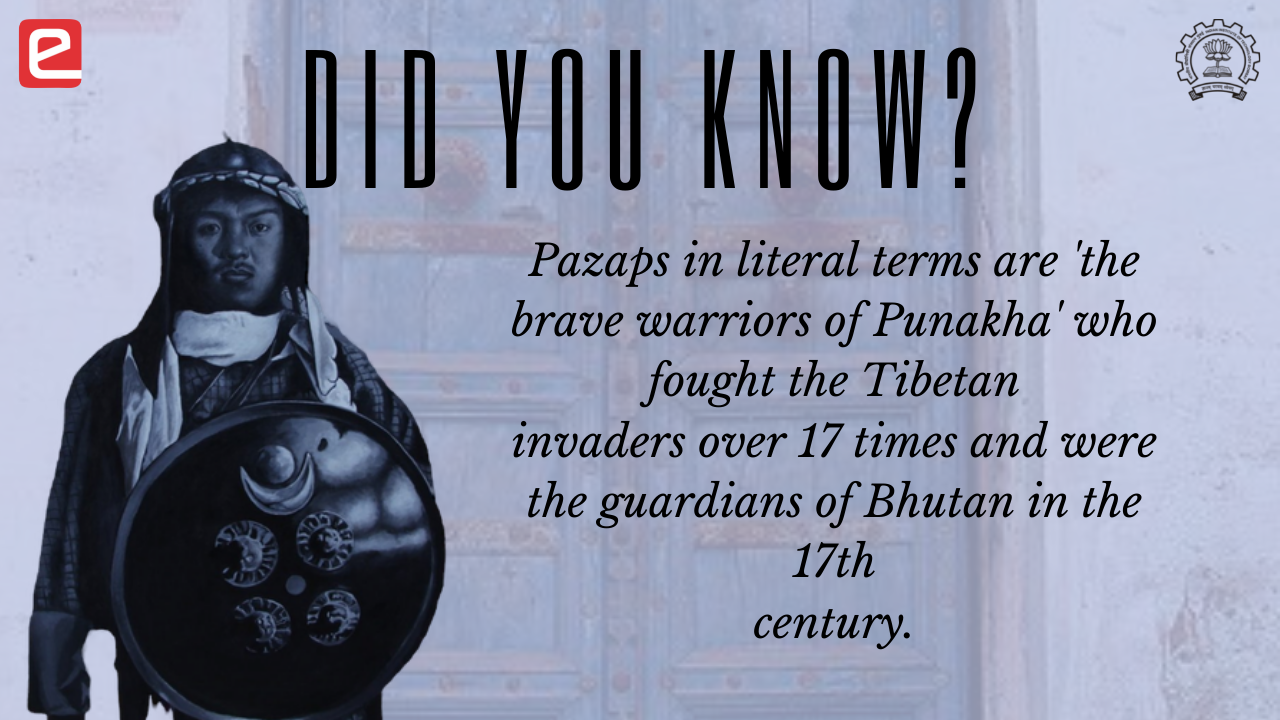 e
DID YOU KNOW?
Pazaps in literal terms are 'the
brave warriors of Punakha' who
fought the Tibetan
invaders over 17 times and were
the guardians of Bhutan in the
17th
century.